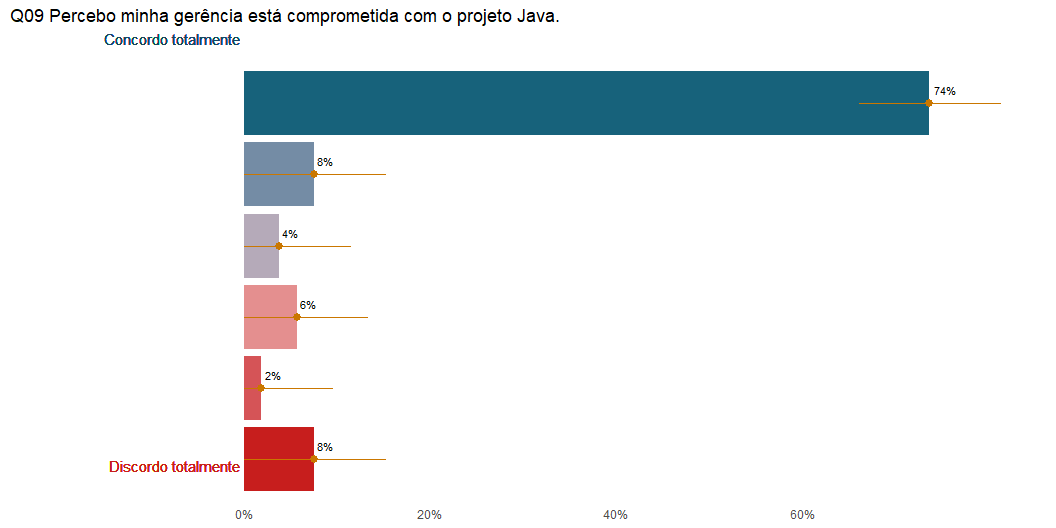 Q09 Percebo minha gerência está comprometida com o projeto Java.
Concordo totalmente
74%
8%
4%
6%
2%
8%
Discordo totalmente
0% 20% 40% 60%